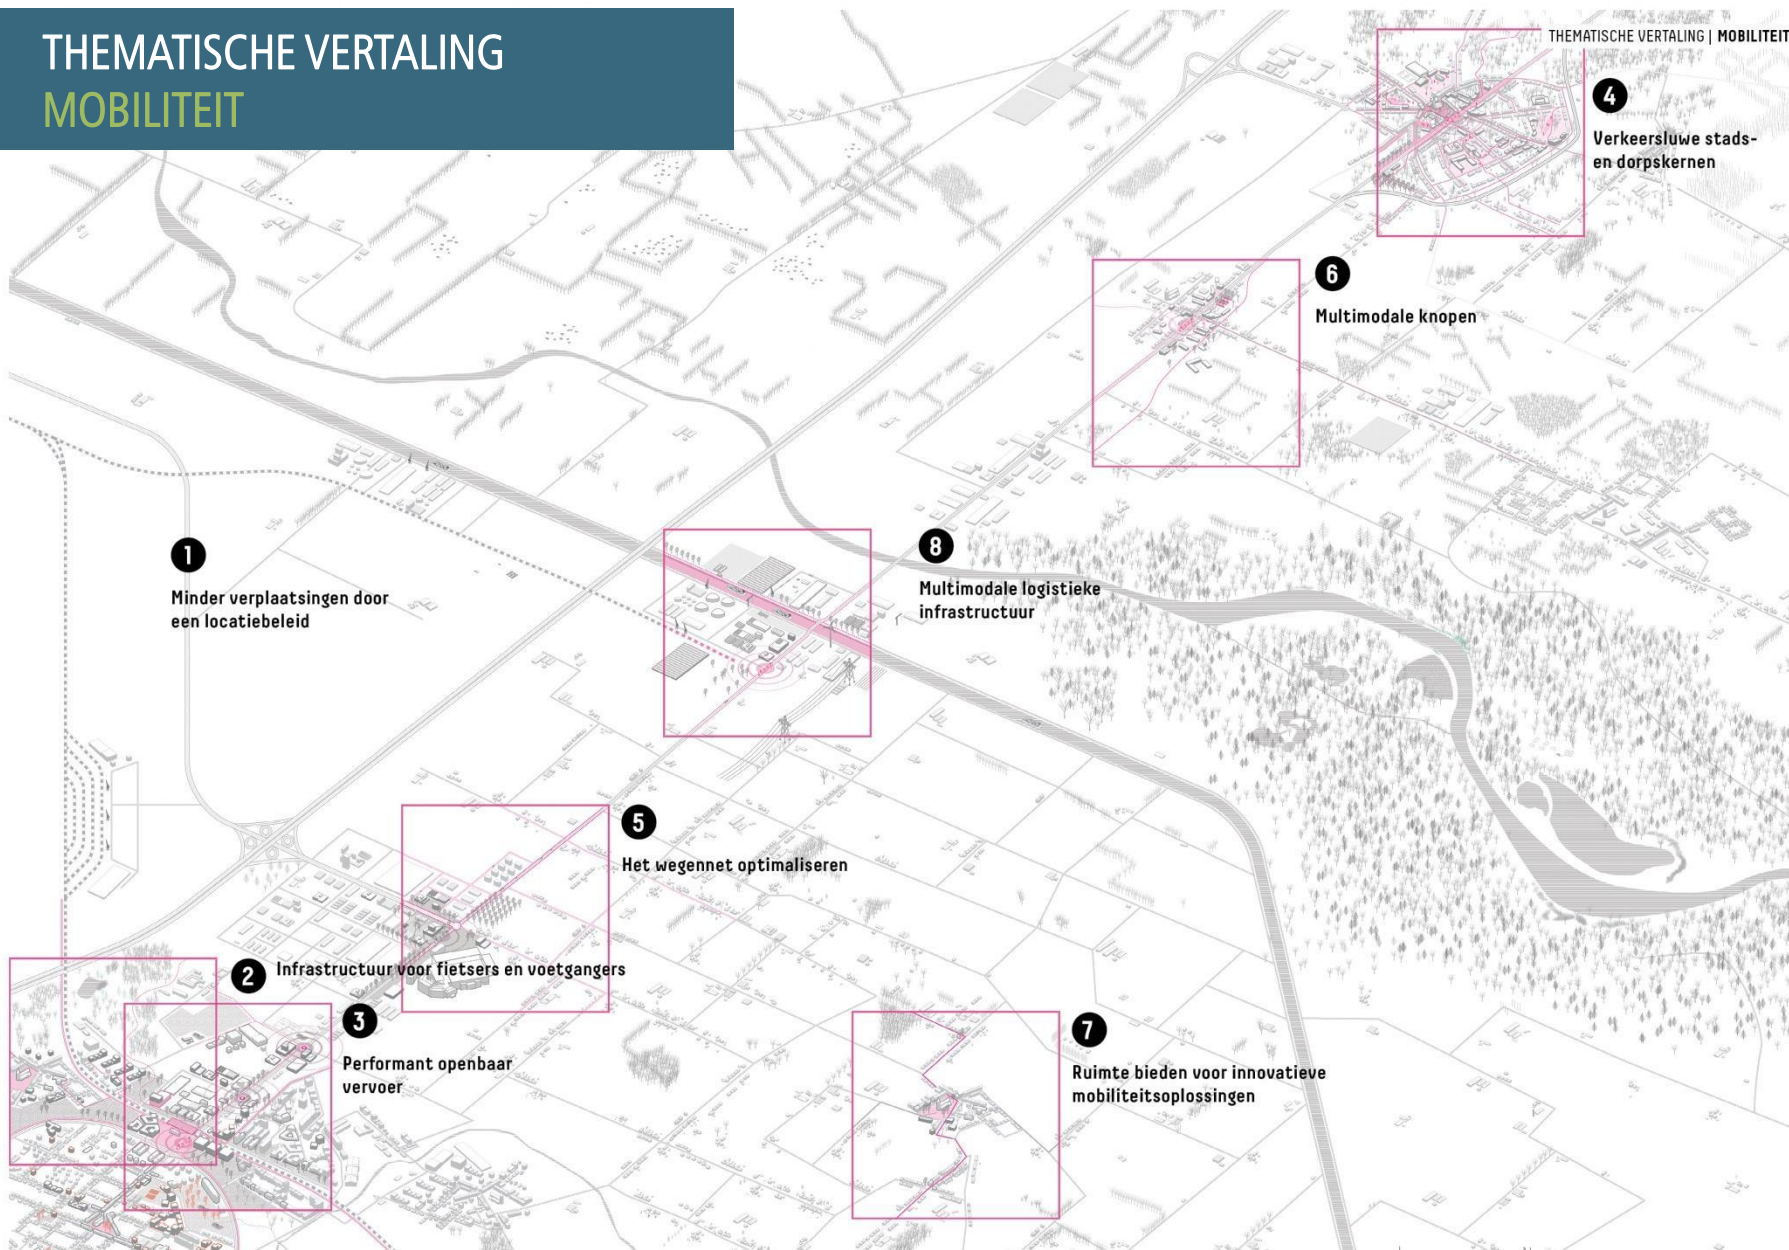 THEMATISCHE VERTALING
MOBILITEIT
THEMATISCHE VERTALING | MOBILITEIT
4
Verkeersluwe stads-
en dorpskernen
6
Multimodale knopen
1
Minder verplaatsingen door
een locatiebeleid
8
Multimodale logistieke
infrastructuur
5
Het wegennet optimaliseren
2
Infrastructuur voor fietsers en voetgangers
3
Performant openbaar
vervoer
7
Ruimte bieden voor innovatieve
mobiliteitsoplossingen